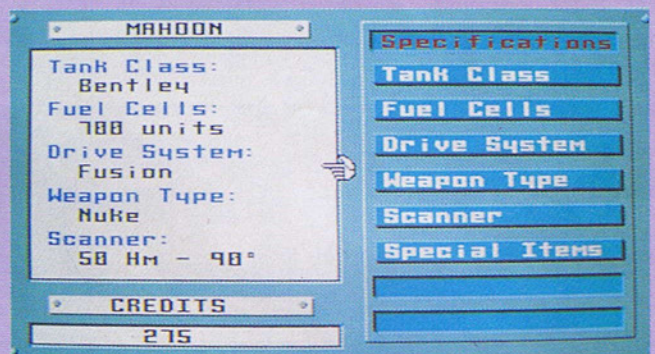 MAHOON
Tank Class:
Bentley
Fuel Cells:
700 units
Drive System:
Fusion
Weapon Type:
Nuke
Scanner:
50 Hm - 90°
CREDITS
275
Specifications
Tank Class
Fuel Cells
Drive System
Weapon Type
Scanner
Special Items